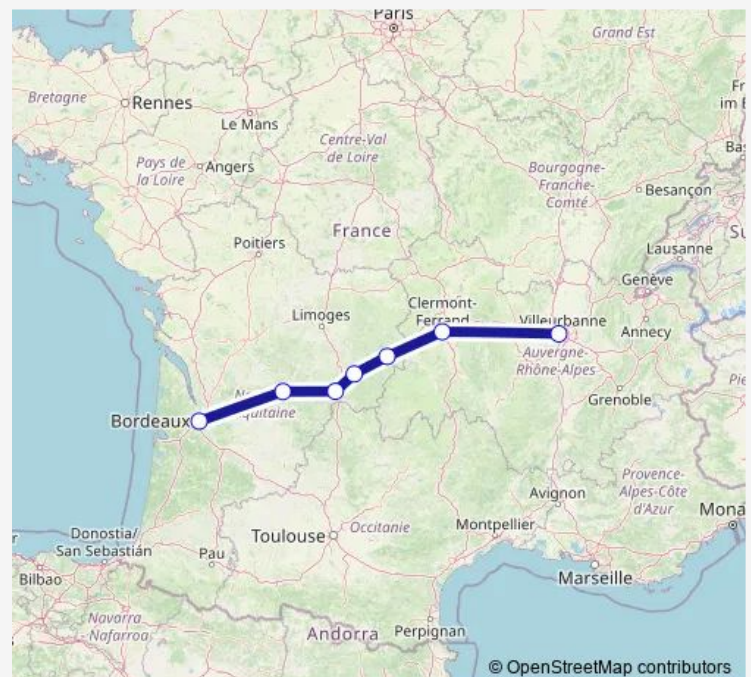 Paris
Grand Est
Bretagne
Rennes
Le Mans
Centre-Val
de Loire
Pays de
la Loire
Angers
Bourgogne-
Franche-
Comté
Besançon
France
Poitiers
Lausanne
Genève
Limoges
Clermont-
Ferrand
Villeurbanne
Annecy
Auvergne-
Rhône-Alpes
Grenoble
Bordeaux
Provence-
Alpes-Côte
d'Azur
Avignon
Mona
Donostia/
San Sebastián
Toulouse
Occitanie
Montpellier
Pau
Marseille
Bilbao
Navarra
- Nafarroa
Andorra
Perpignan
© OpenStreetMap contributors